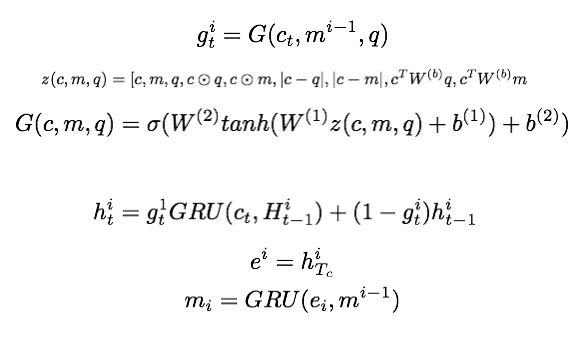 g_t^i = G(c_t, m^{i-1}, q)
z(c, m, q) = [c, m, q, c ⊙ q, c ⊙ m, |c − q|, |c − m|, c^T W^{(b)} q, c^T W^{(b)} m
G(c, m, q) = σ(W^{(2)} tanh(W^{(1)} z(c, m, q) + b^{(1)}) + b^{(2)})
h_t^i = g_t^1 GRU(c_t, H_{t-1}^i) + (1 − g_t^i) h_{t-1}^i
e^i = h_{T_c}^i
m_i = GRU(e_i, m^{i-1})